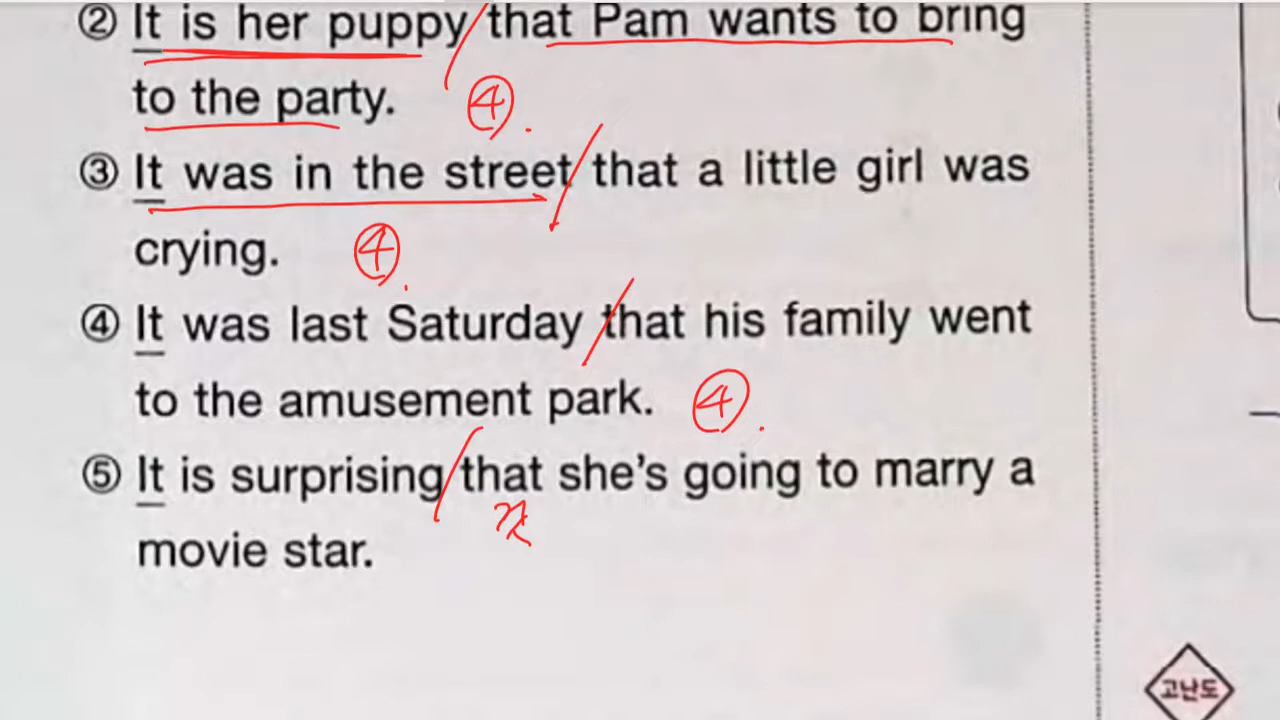 ② It is her puppy that Pam wants to bring
to the party. ④.
③ It was in the street that a little girl was
crying. ④.
④ It was last Saturday that his family went
to the amusement park. ④.
⑤ It is surprising that she's going to marry a
movie star.
고난도